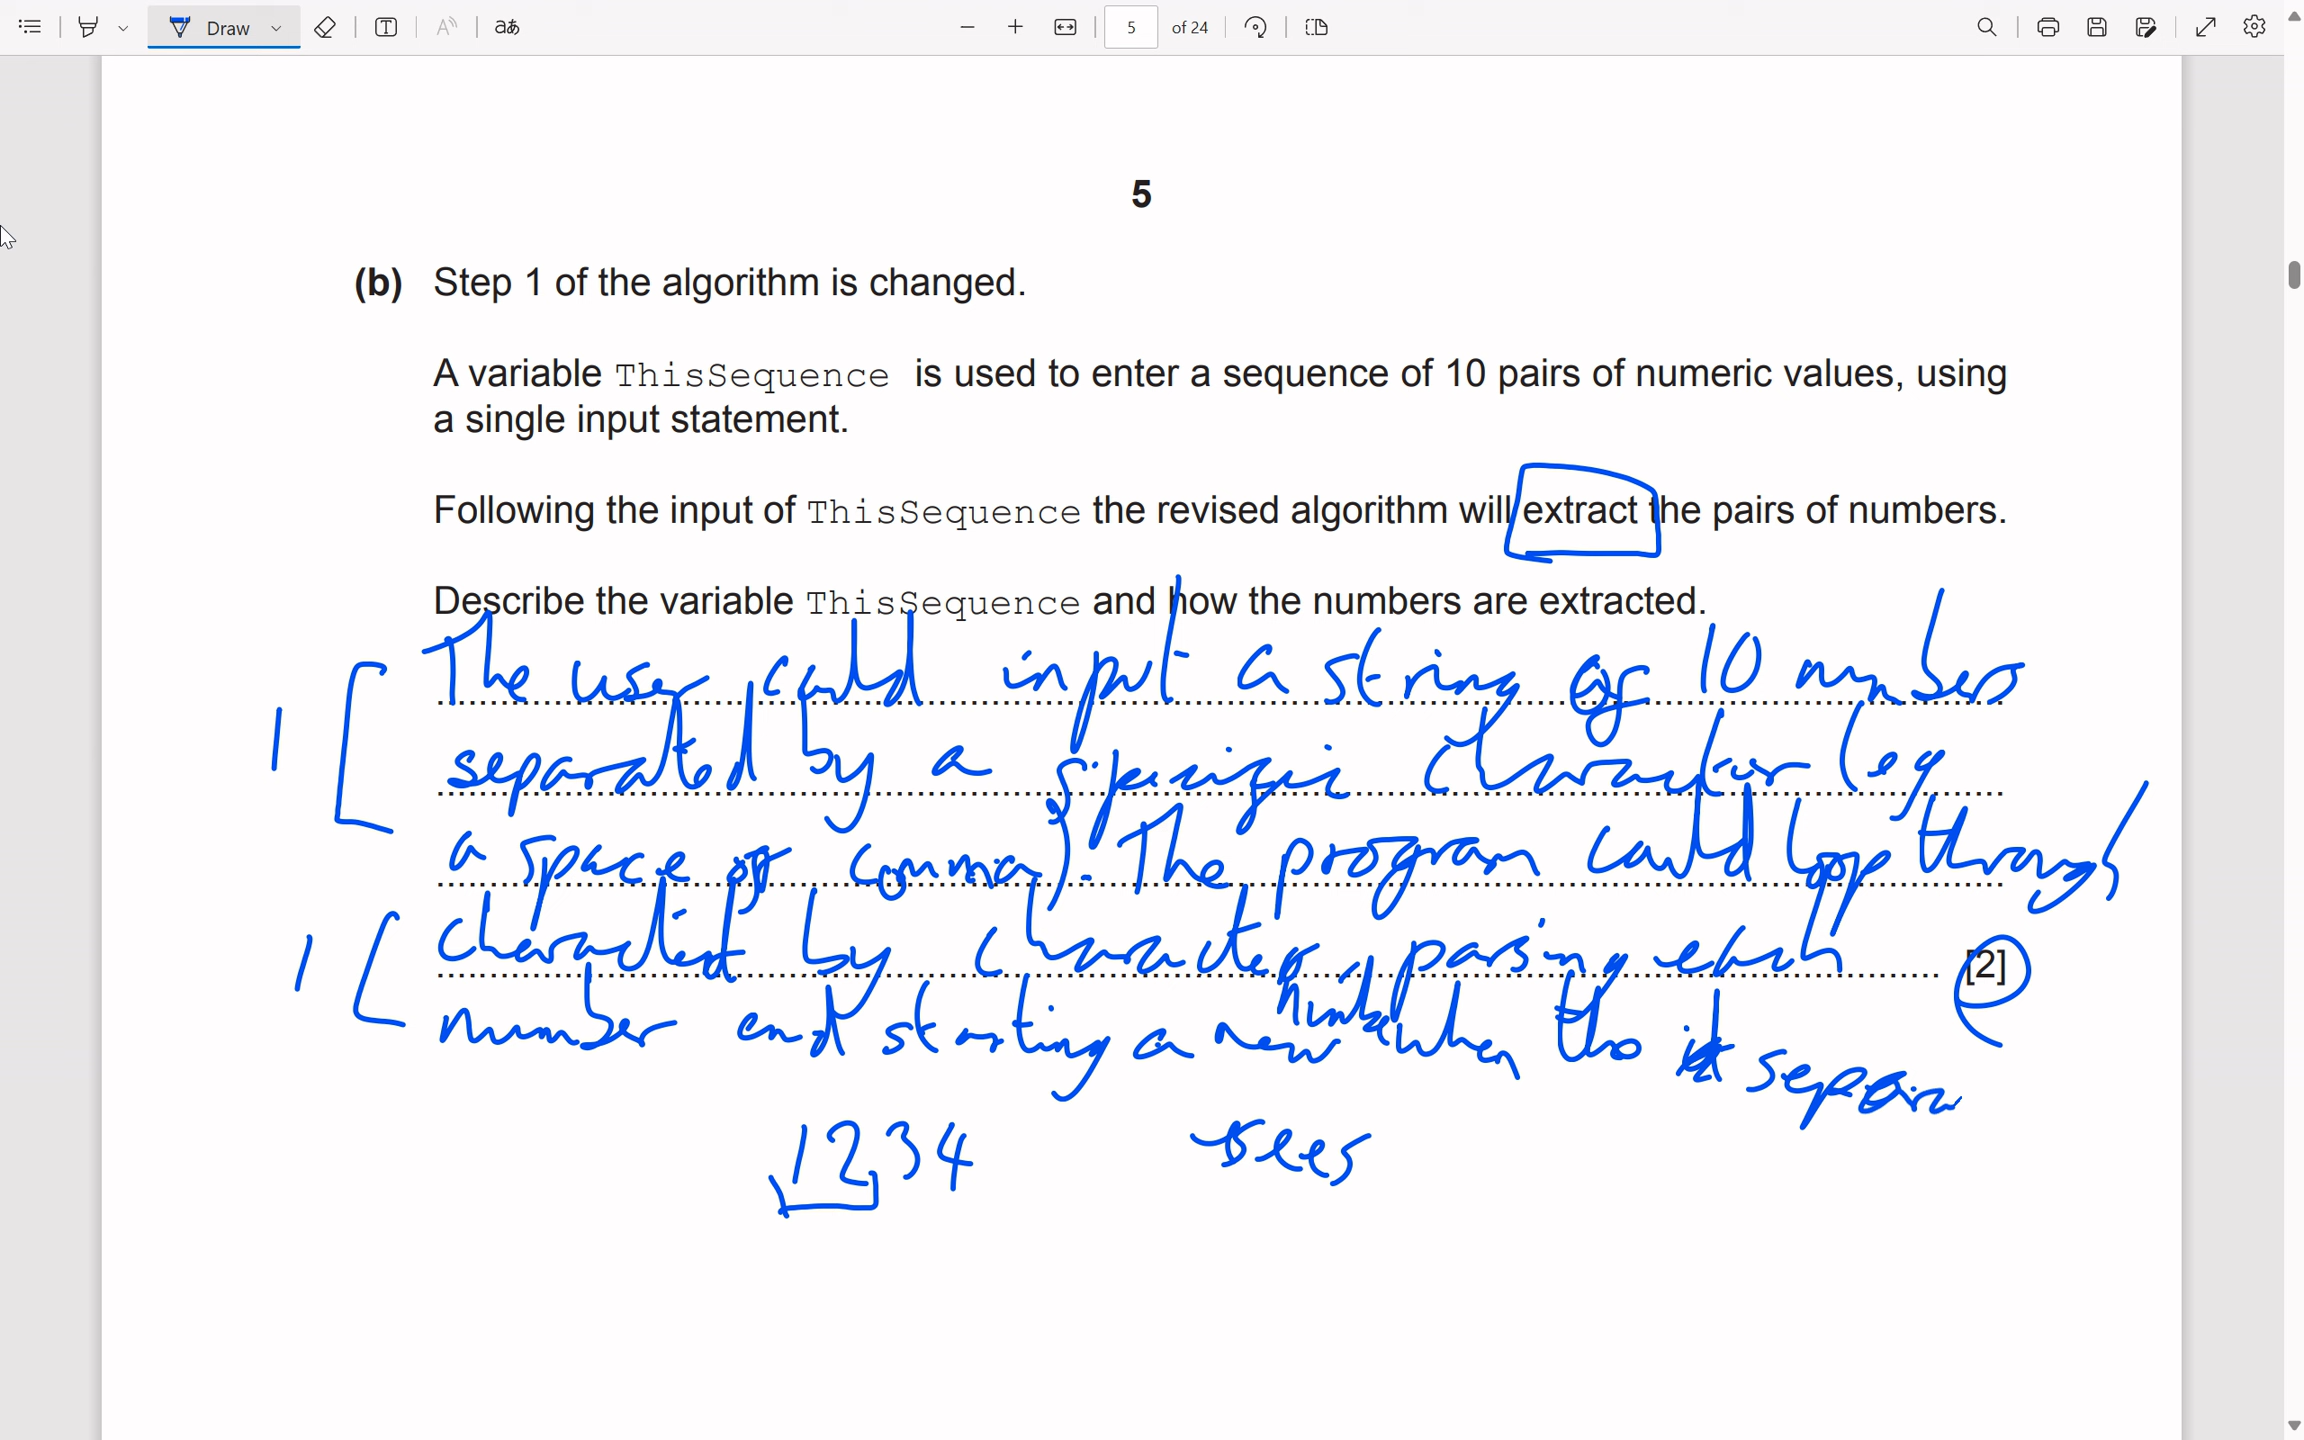 Draw
5 of 24
5
(b) Step 1 of the algorithm is changed.
A variable ThisSequence is used to enter a sequence of 10 pairs of numeric values, using
a single input statement.
Following the input of ThisSequence the revised algorithm will extract the pairs of numbers.
Describe the variable ThisSequence and how the numbers are extracted.
The user could input a string of 10 numbers
1
separated by a specific character (eg
a space or comma). The program could loop through
character by character parsing each
[2]
1
number and starting a new number when the separa
1234